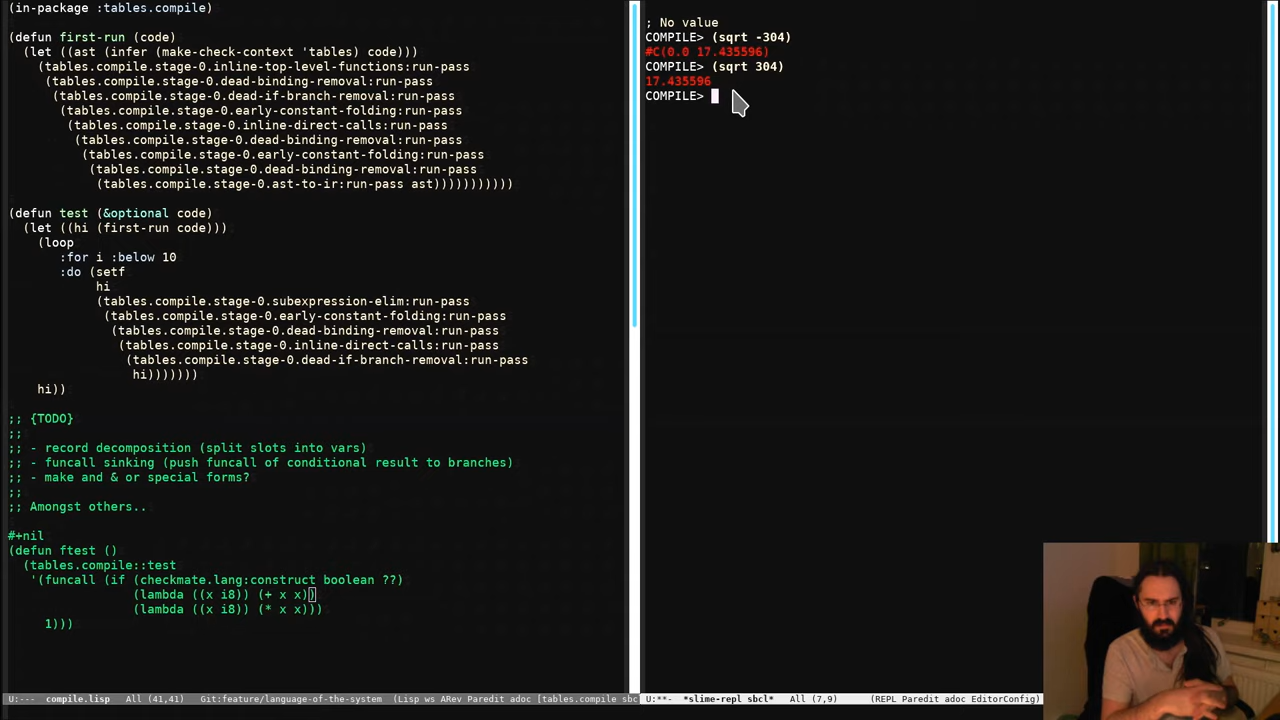 (in-package :tables.compile)
(defun first-run (code)
(let ((ast (infer (make-check-context 'tables) code)))
(tables.compile.stage-0.inline-top-level-functions:run-pass
(tables.compile.stage-0.dead-binding-removal:run-pass
(tables.compile.stage-0.dead-if-branch-removal:run-pass
(tables.compile.stage-0.early-constant-folding:run-pass
(tables.compile.stage-0.inline-direct-calls:run-pass
(tables.compile.stage-0.dead-binding-removal:run-pass
(tables.compile.stage-0.early-constant-folding:run-pass
(tables.compile.stage-0.dead-binding-removal:run-pass
(tables.compile.stage-0.ast-to-ir:run-pass ast)))))))))))
(defun test (&optional code)
(let ((hi (first-run code)))
(loop
:for i :below 10
:do (setf
hi
(tables.compile.stage-0.subexpression-elim:run-pass
(tables.compile.stage-0.early-constant-folding:run-pass
(tables.compile.stage-0.dead-binding-removal:run-pass
(tables.compile.stage-0.inline-direct-calls:run-pass
(tables.compile.stage-0.dead-if-branch-removal:run-pass
hi)))))))
hi))
;; {TODO}
;;
;; - record decomposition (split slots into vars)
;; - funcall sinking (push funcall of conditional result to branches)
;; - make and & or special forms?
;;
;; Amongst others..
#+nil
(defun ftest ()
(tables.compile::test
'(funcall (if (checkmate.lang:construct boolean ??)
(lambda ((x i8)) (+ x x))
(lambda ((x i8)) (* x x)))
1)))
U:--- compile.lisp All (41,41) Git:feature/language-of-the-system (Lisp ws ARev Paredit adoc [tables.compile sbc
; No value
COMPILE> (sqrt -304)
#C(0.0 17.435596)
COMPILE> (sqrt 304)
17.435596
COMPILE>
U:**- *slime-repl sbcl* All (7,9) (REPL Paredit adoc EditorConfig)